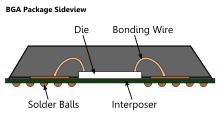 BGA Package Sideview
Die
Bonding Wire
Solder Balls
Interposer